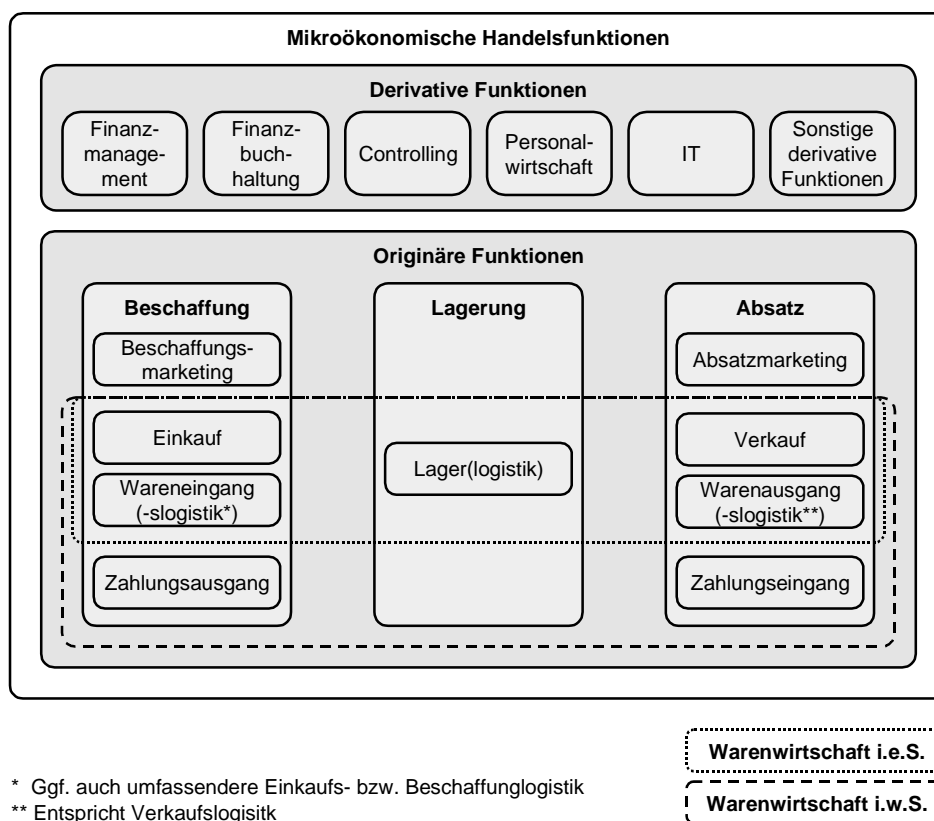 Mikroökonomische Handelsfunktionen
Derivative Funktionen
Finanz-
manage-
ment
Finanz-
buch-
haltung
Controlling
Personal-
wirtschaft
IT
Sonstige
derivative
Funktionen
Originäre Funktionen
Beschaffung
Beschaffungs-
marketing
Einkauf
Wareneingang
(-slogistik*)
Zahlungsausgang
Lagerung
Lager(logistik)
Absatz
Absatzmarketing
Verkauf
Warenausgang
(-slogistik**)
Zahlungseingang
Warenwirtschaft i.e.S.
Warenwirtschaft i.w.S.
* Ggf. auch umfassendere Einkaufs- bzw. Beschaffunglogistik
** Entspricht Verkaufslogisitk